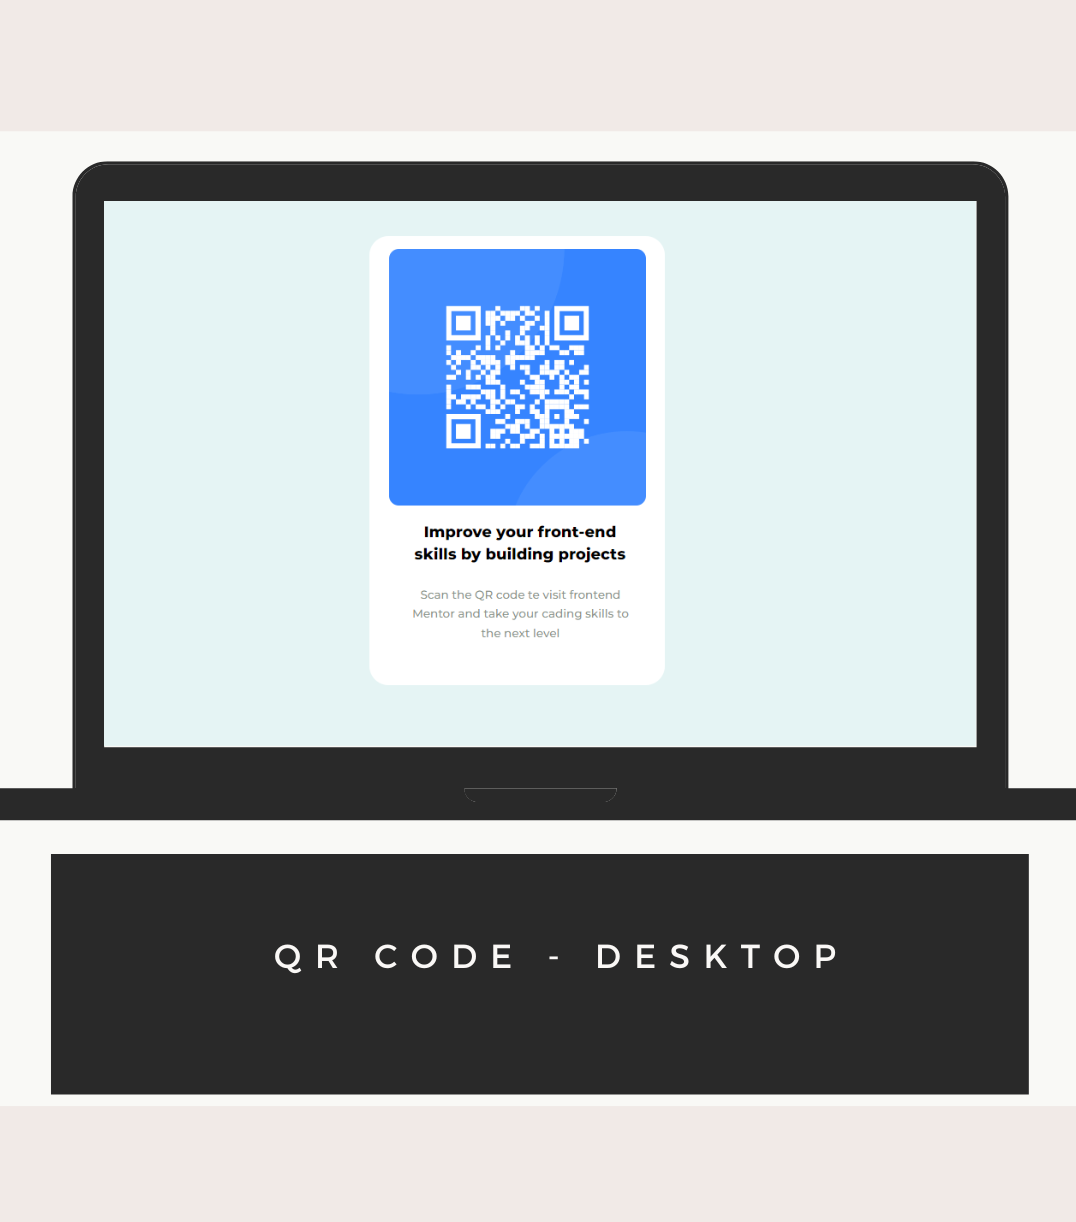 Improve your front-end
skills by building projects
Scan the QR code te visit frontend
Mentor and take your cading skills to
the next level
QR CODE - DESKTOP